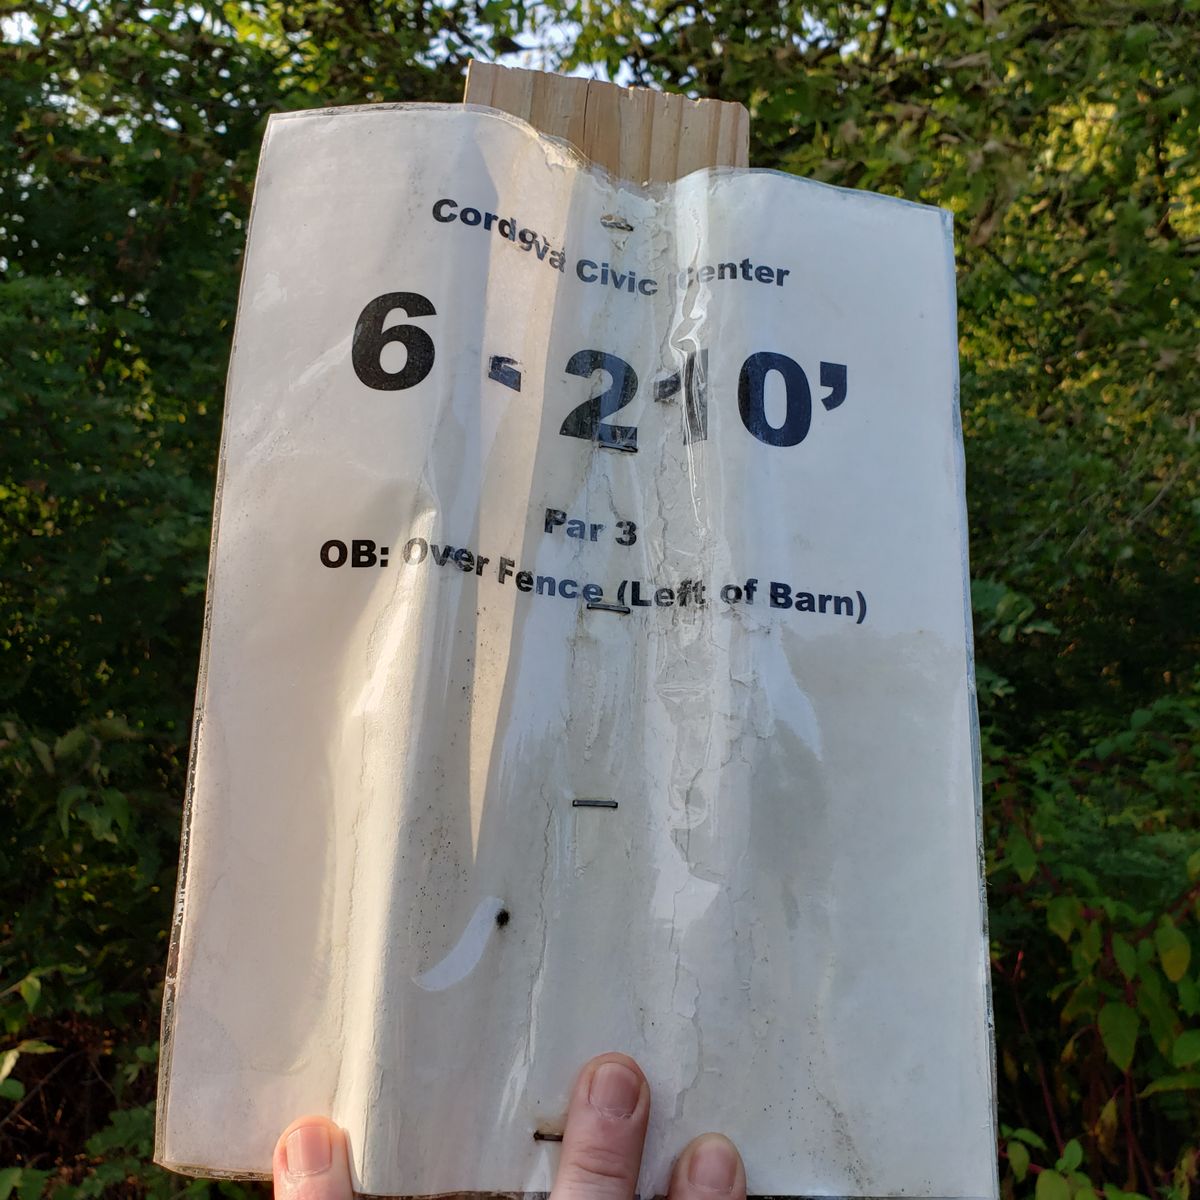 Cordova Civic Center
6 - 210’
Par 3
OB: Over Fence (Left of Barn)